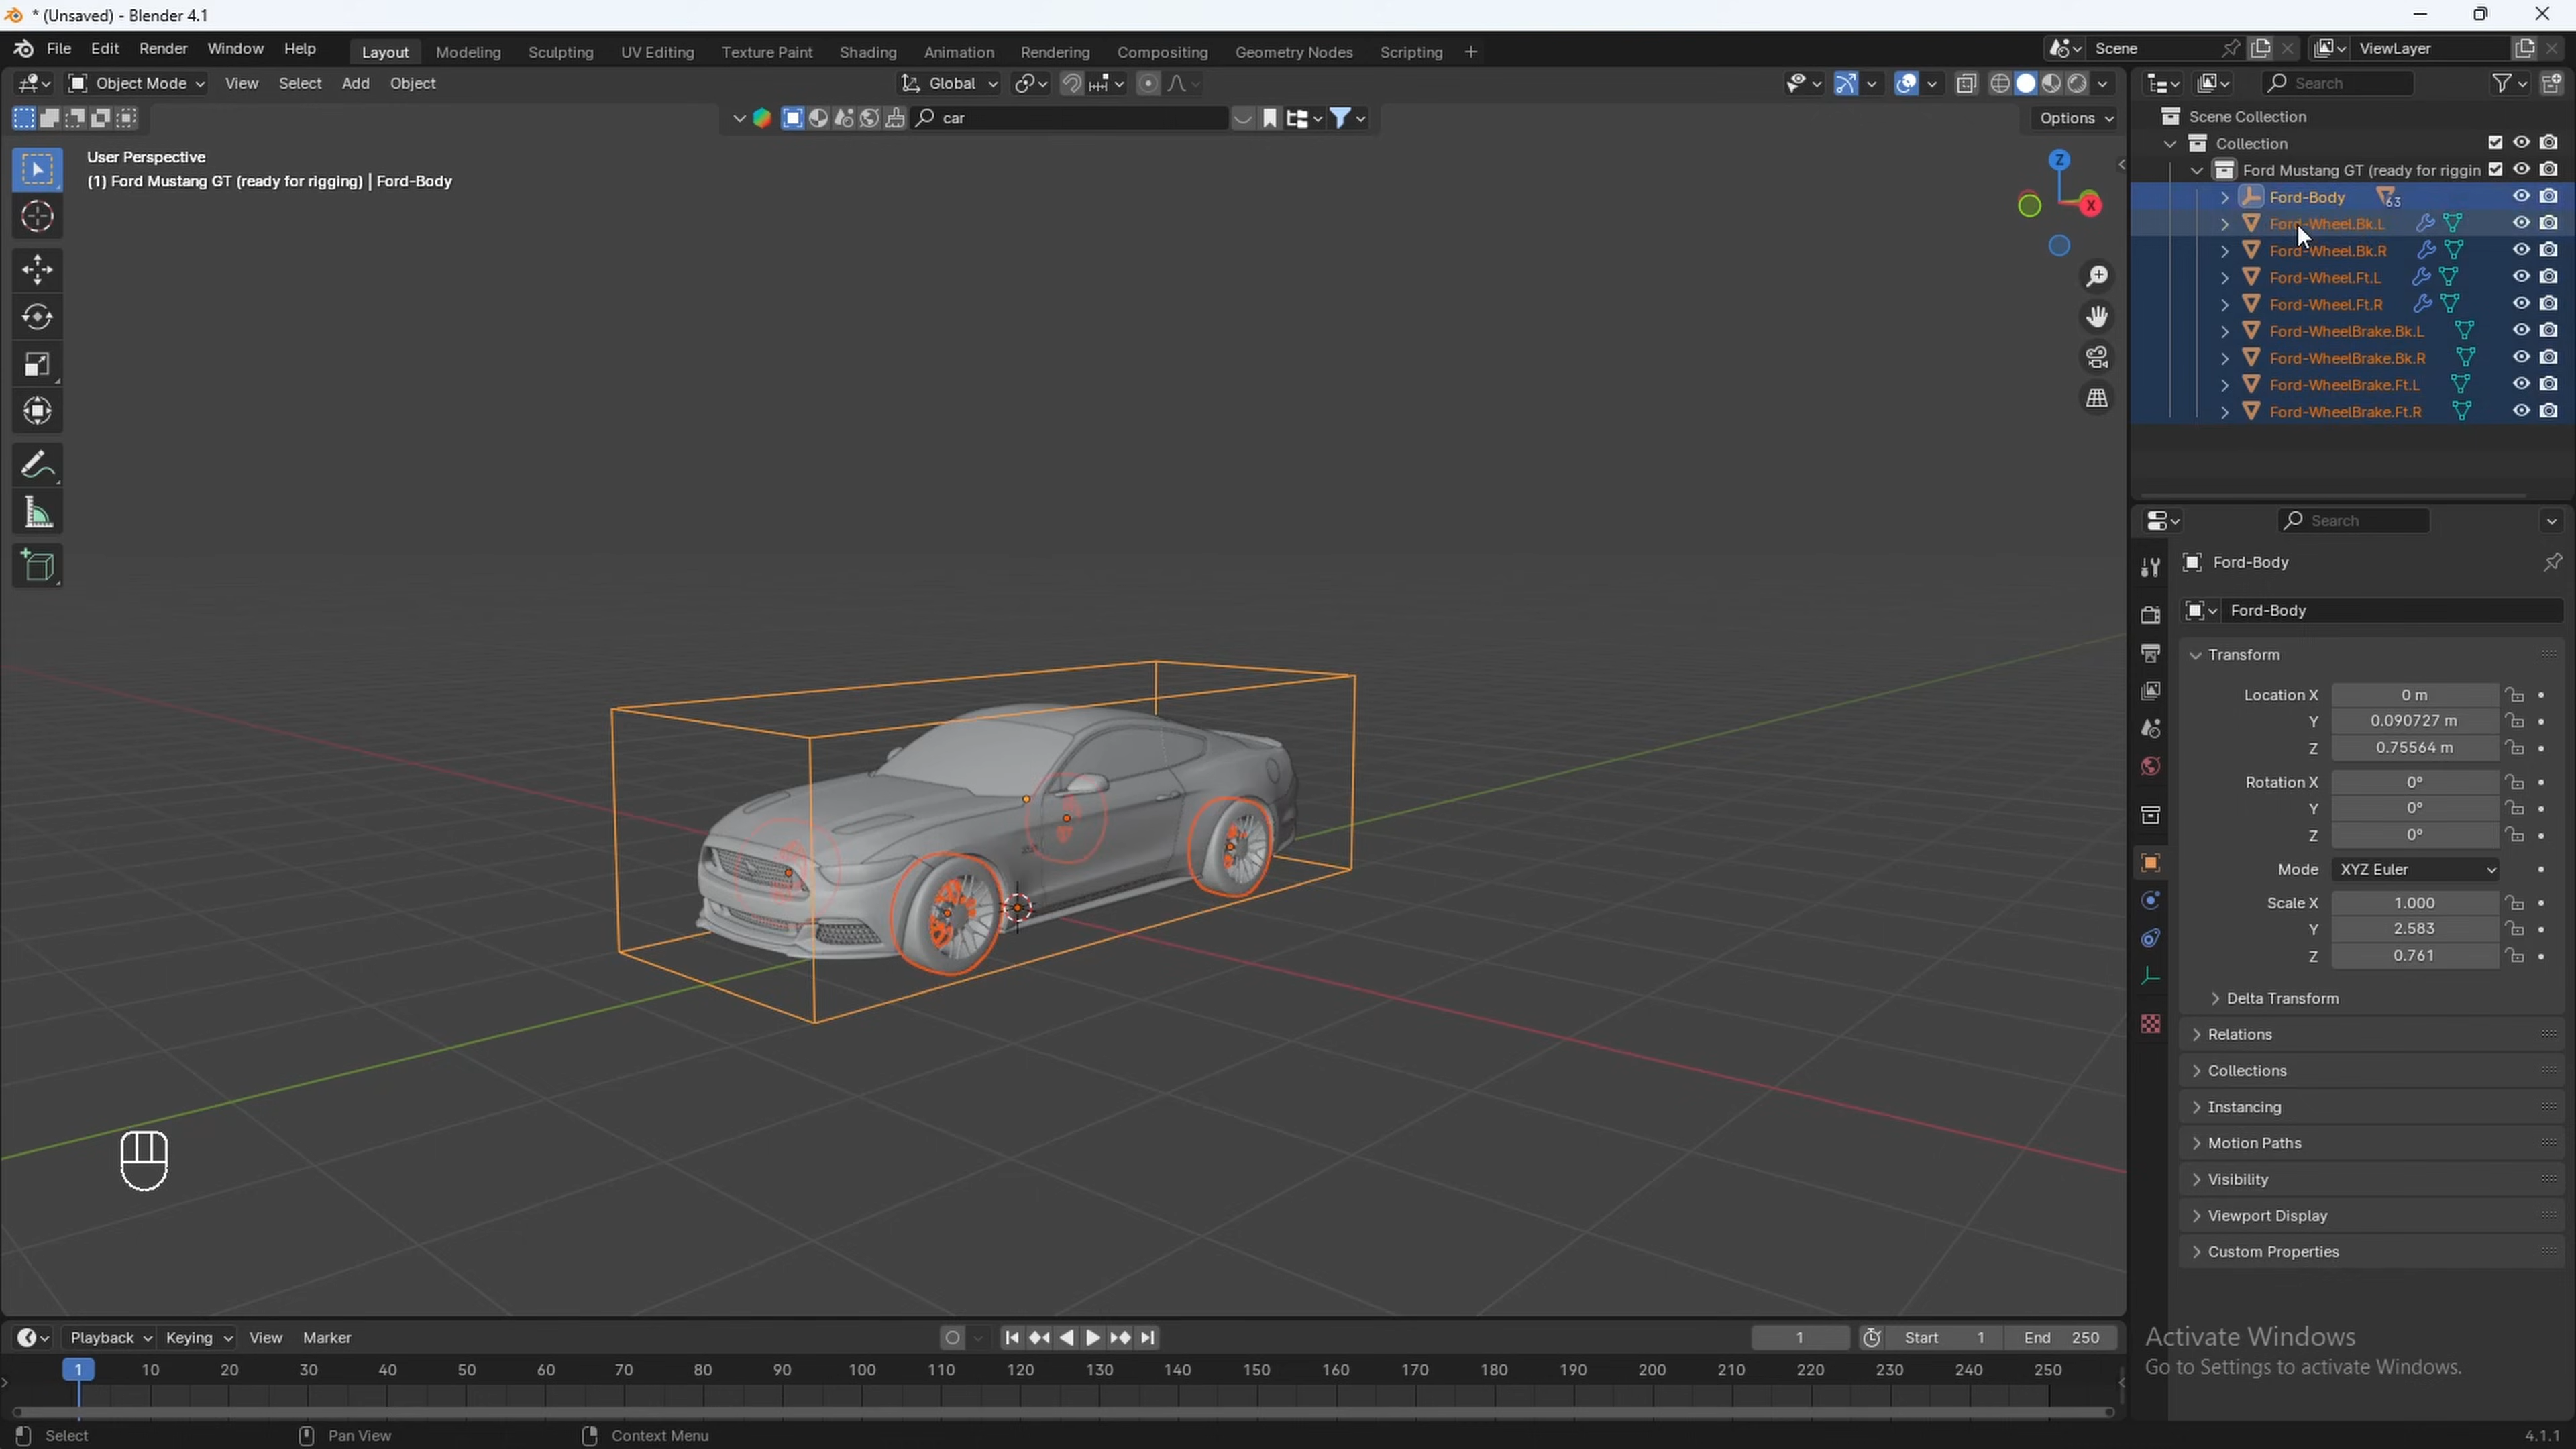 * (Unsaved) - Blender 4.1
File Edit Render Window Help Layout Modeling Sculpting UV Editing Texture Paint Shading Animation Rendering Compositing Geometry Nodes Scripting + Scene ViewLayer
Object Mode View Select Add Object Global Search
car Options
User Perspective
(1) Ford Mustang GT (ready for rigging) | Ford-Body
Z
X
Scene Collection
Collection
Ford Mustang GT (ready for riggin
Ford-Body 63
Ford-Wheel.Bk.L
Ford-Wheel.Bk.R
Ford-Wheel.Ft.L
Ford-Wheel.Ft.R
Ford-WheelBrake.Bk.L
Ford-WheelBrake.Bk.R
Ford-WheelBrake.Ft.L
Ford-WheelBrake.Ft.R
Search
Ford-Body
Ford-Body
Transform
Location X 0 m
Y 0.090727 m
Z 0.75564 m
Rotation X 0°
Y 0°
Z 0°
Mode XYZ Euler
Scale X 1.000
Y 2.583
Z 0.761
Delta Transform
Relations
Collections
Instancing
Motion Paths
Visibility
Viewport Display
Custom Properties
Activate Windows
Go to Settings to activate Windows.
Playback Keying View Marker 1 Start 1 End 250
1 10 20 30 40 50 60 70 80 90 100 110 120 130 140 150 160 170 180 190 200 210 220 230 240 250
Select Pan View Context Menu 4.1.1